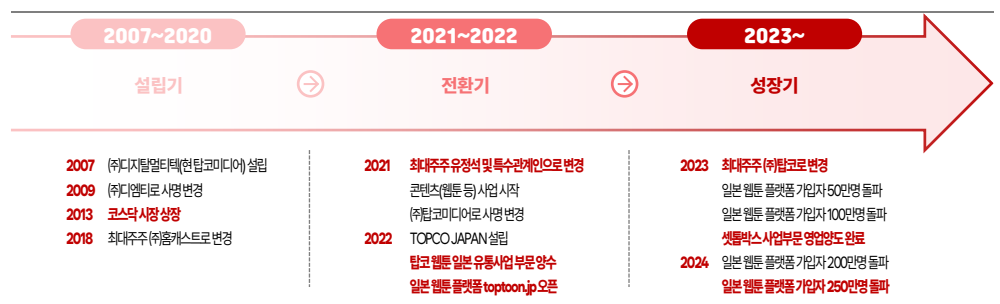 2007~2020
설립기
2007 ㈜디지탈멀티텍(현 탑코미디어) 설립
2009 ㈜디엠티로 사명 변경
2013 코스닥 시장 상장
2018 최대주주 ㈜홈캐스트로 변경
2021~2022
전환기
2021 최대주주 유정석 및 특수관계인으로 변경
콘텐츠(웹툰 등) 사업 시작
㈜탑코미디어로 사명 변경
2022 TOPCO JAPAN 설립
탑코 웹툰 일본 유통사업 부문 양수
일본 웹툰 플랫폼 toptoon.jp 오픈
2023~
성장기
2023 최대주주 ㈜탑코로 변경
일본 웹툰 플랫폼 가입자 50만명 돌파
일본 웹툰 플랫폼 가입자 100만명 돌파
셋톱박스 사업부문 영업양도 완료
2024 일본 웹툰 플랫폼 가입자 200만명 돌파
일본 웹툰 플랫폼 가입자 250만명 돌파